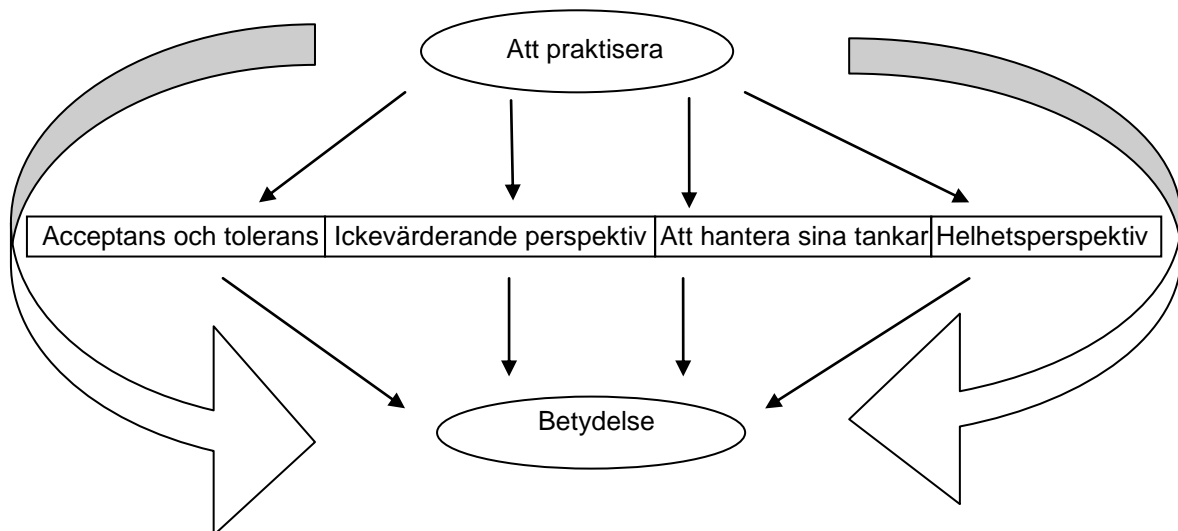 Att praktisera
Acceptans och tolerans
Ickevärderande perspektiv
Att hantera sina tankar
Helhetsperspektiv
Betydelse